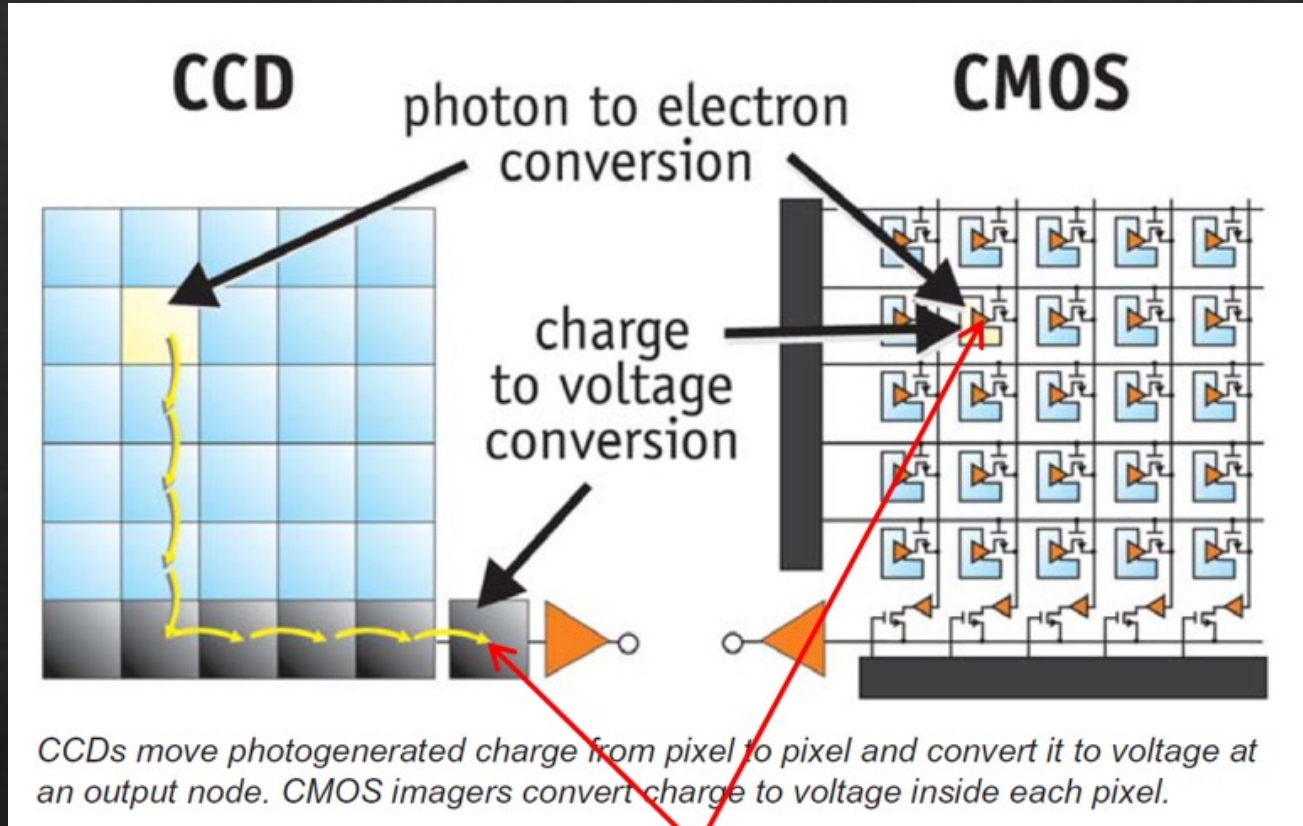 CCD
CMOS
photon to electron
conversion
charge
to voltage
conversion
CCDs move photogenerated charge from pixel to pixel and convert it to voltage at
an output node. CMOS imagers convert charge to voltage inside each pixel.